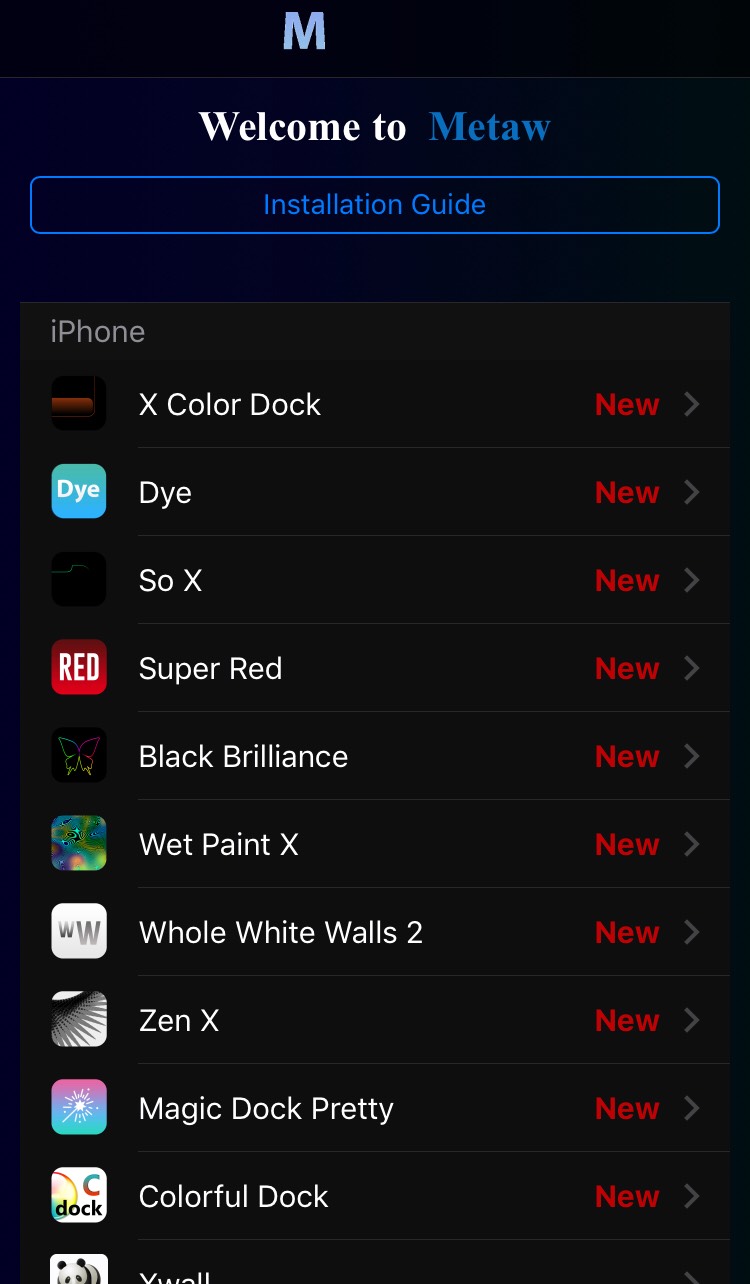 M
Welcome to Metaw
Installation Guide
iPhone
X Color Dock New
Dye Dye New
So X New
RED Super Red New
Black Brilliance New
Wet Paint X New
WW Whole White Walls 2 New
Zen X New
Magic Dock Pretty New
C
dock Colorful Dock New
Xwall